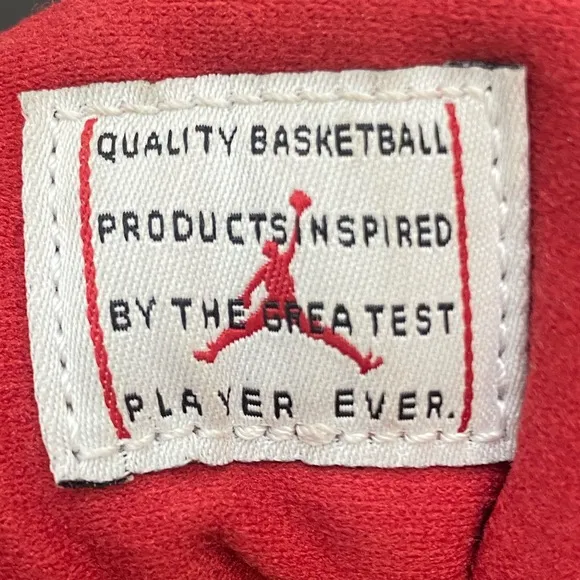 QUALITY BASKETBALL
PRODUCTS INSPIRED
BY THE GREATEST
PLAYER EVER.